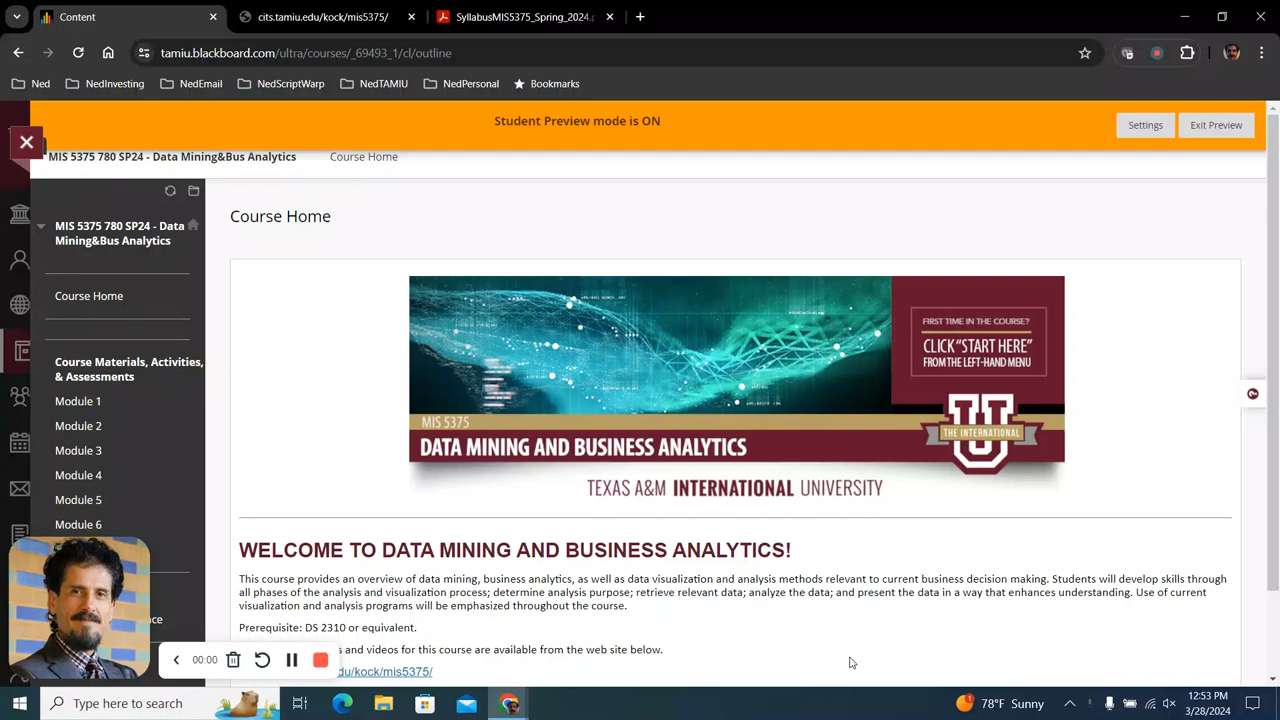 Content
cits.tamiu.edu/kock/mis5375/
SyllabusMIS5375_Spring_2024.p
tamiu.blackboard.com/ultra/courses/_69493_1/cl/outline
Ned
NedInvesting
NedEmail
NedScriptWarp
NedTAMIU
NedPersonal
Bookmarks
Student Preview mode is ON
Settings
Exit Preview
MIS 5375 780 SP24 - Data Mining&Bus Analytics
Course Home
MIS 5375 780 SP24 - Data
Mining&Bus Analytics
Course Home
Course Materials, Activities,
& Assessments
Module 1
Module 2
Module 3
Module 4
Module 5
Module 6
Course Home
FIRST TIME IN THE COURSE?
CLICK “START HERE”
FROM THE LEFT-HAND MENU
MIS 5375
DATA MINING AND BUSINESS ANALYTICS
THE INTERNATIONAL
TEXAS A&M INTERNATIONAL UNIVERSITY
WELCOME TO DATA MINING AND BUSINESS ANALYTICS!
This course provides an overview of data mining, business analytics, as well as data visualization and analysis methods relevant to current business decision making. Students will develop skills through
all phases of the analysis and visualization process; determine analysis purpose; retrieve relevant data; analyze the data; and present the data in a way that enhances understanding. Use of current
visualization and analysis programs will be emphasized throughout the course.
Prerequisite: DS 2310 or equivalent.
s and videos for this course are available from the web site below.
du/kock/mis5375/
00:00
Type here to search
78°F Sunny
12:53 PM
3/28/2024